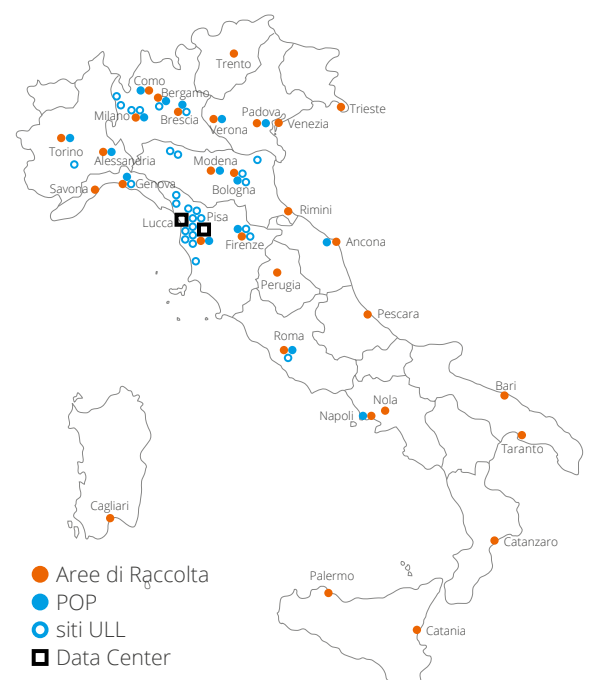 Trento
Como
Bergamo
Trieste
Milano
Brescia
Padova
Venezia
Verona
Torino
Alessandria
Modena
Savona
Genova
Bologna
Rimini
Lucca
Pisa
Firenze
Ancona
Perugia
Pescara
Roma
Bari
Nola
Napoli
Taranto
Cagliari
Catanzaro
Palermo
Catania
Aree di Raccolta
POP
siti ULL
Data Center